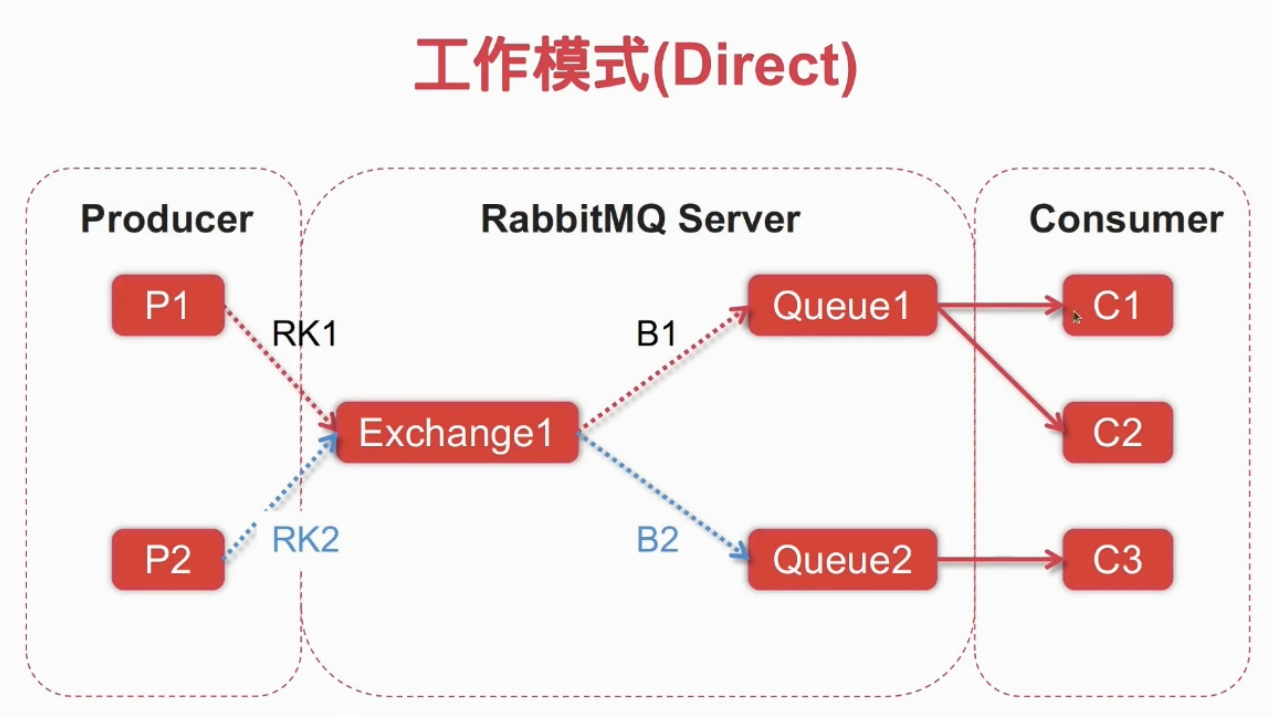 工作模式(Direct)
Producer
RabbitMQ Server
Consumer
P1
RK1
B1
Queue1
C1
Exchange1
C2
P2
RK2
B2
Queue2
C3